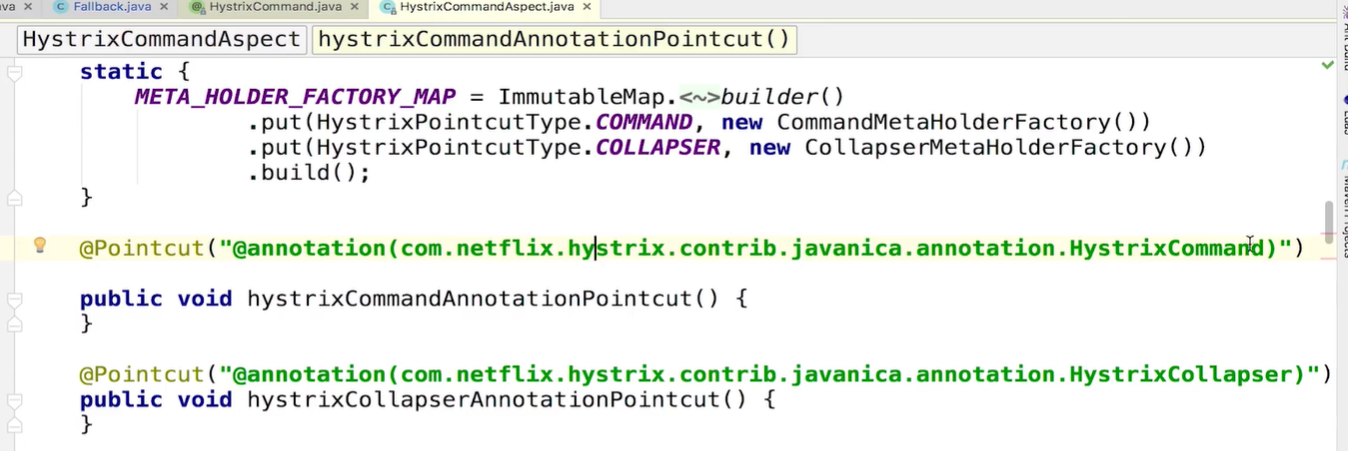 va Fallback.java HystrixCommand.java HystrixCommandAspect.java
HystrixCommandAspect hystrixCommandAnnotationPointcut()
static {
META_HOLDER_FACTORY_MAP = ImmutableMap.<~>builder()
.put(HystrixPointcutType.COMMAND, new CommandMetaHolderFactory())
.put(HystrixPointcutType.COLLAPSER, new CollapserMetaHolderFactory())
.build();
}
@Pointcut("@annotation(com.netflix.hystrix.contrib.javanica.annotation.HystrixCommand)")
public void hystrixCommandAnnotationPointcut() {
}
@Pointcut("@annotation(com.netflix.hystrix.contrib.javanica.annotation.HystrixCollapser)")
public void hystrixCollapserAnnotationPointcut() {
}